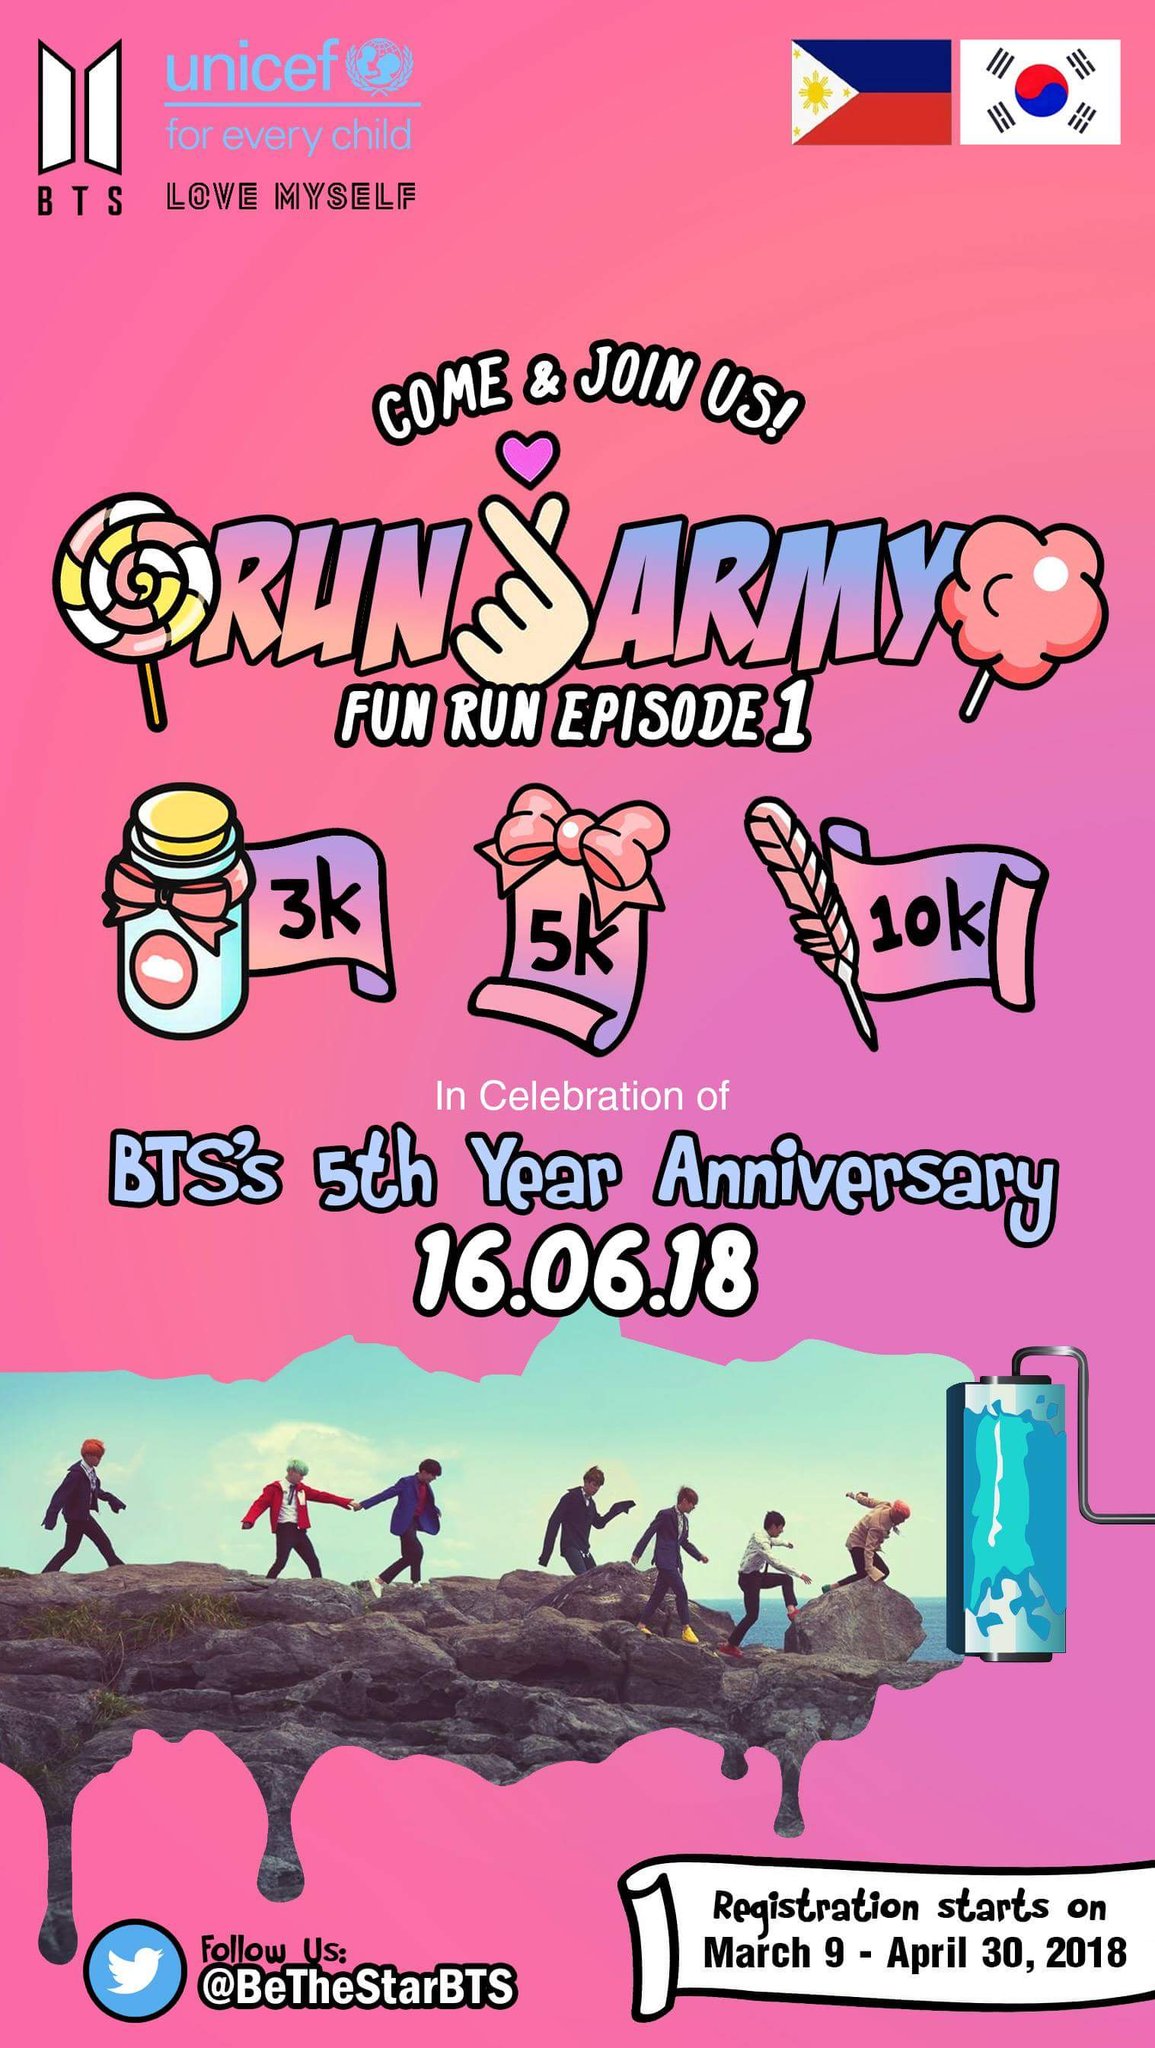 BTS
unicef
for every child
LOVE MYSELF
COME & JOIN US!
RUN ARMY
FUN RUN EPISODE 1
3k
5k
10k
In Celebration of
BTS's 5th Year Anniversary
16.06.18
Follow Us:
@BeTheStarBTS
Registration starts on
March 9 - April 30, 2018